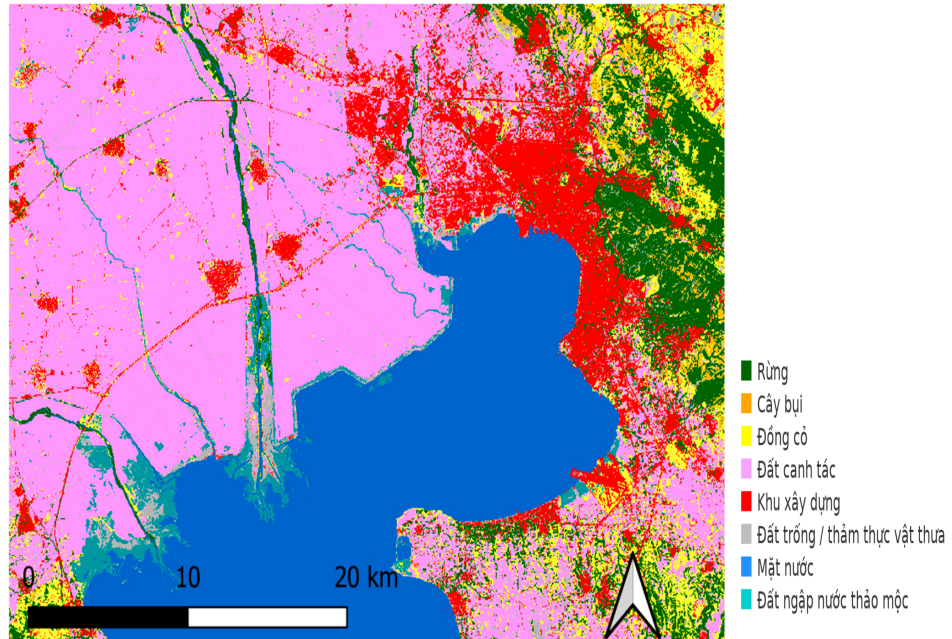 Rừng
Cây bụi
Đồng cỏ
Đất canh tác
Khu xây dựng
Đất trống / thảm thực vật thưa
Mặt nước
Đất ngập nước thảo mộc
0 10 20 km